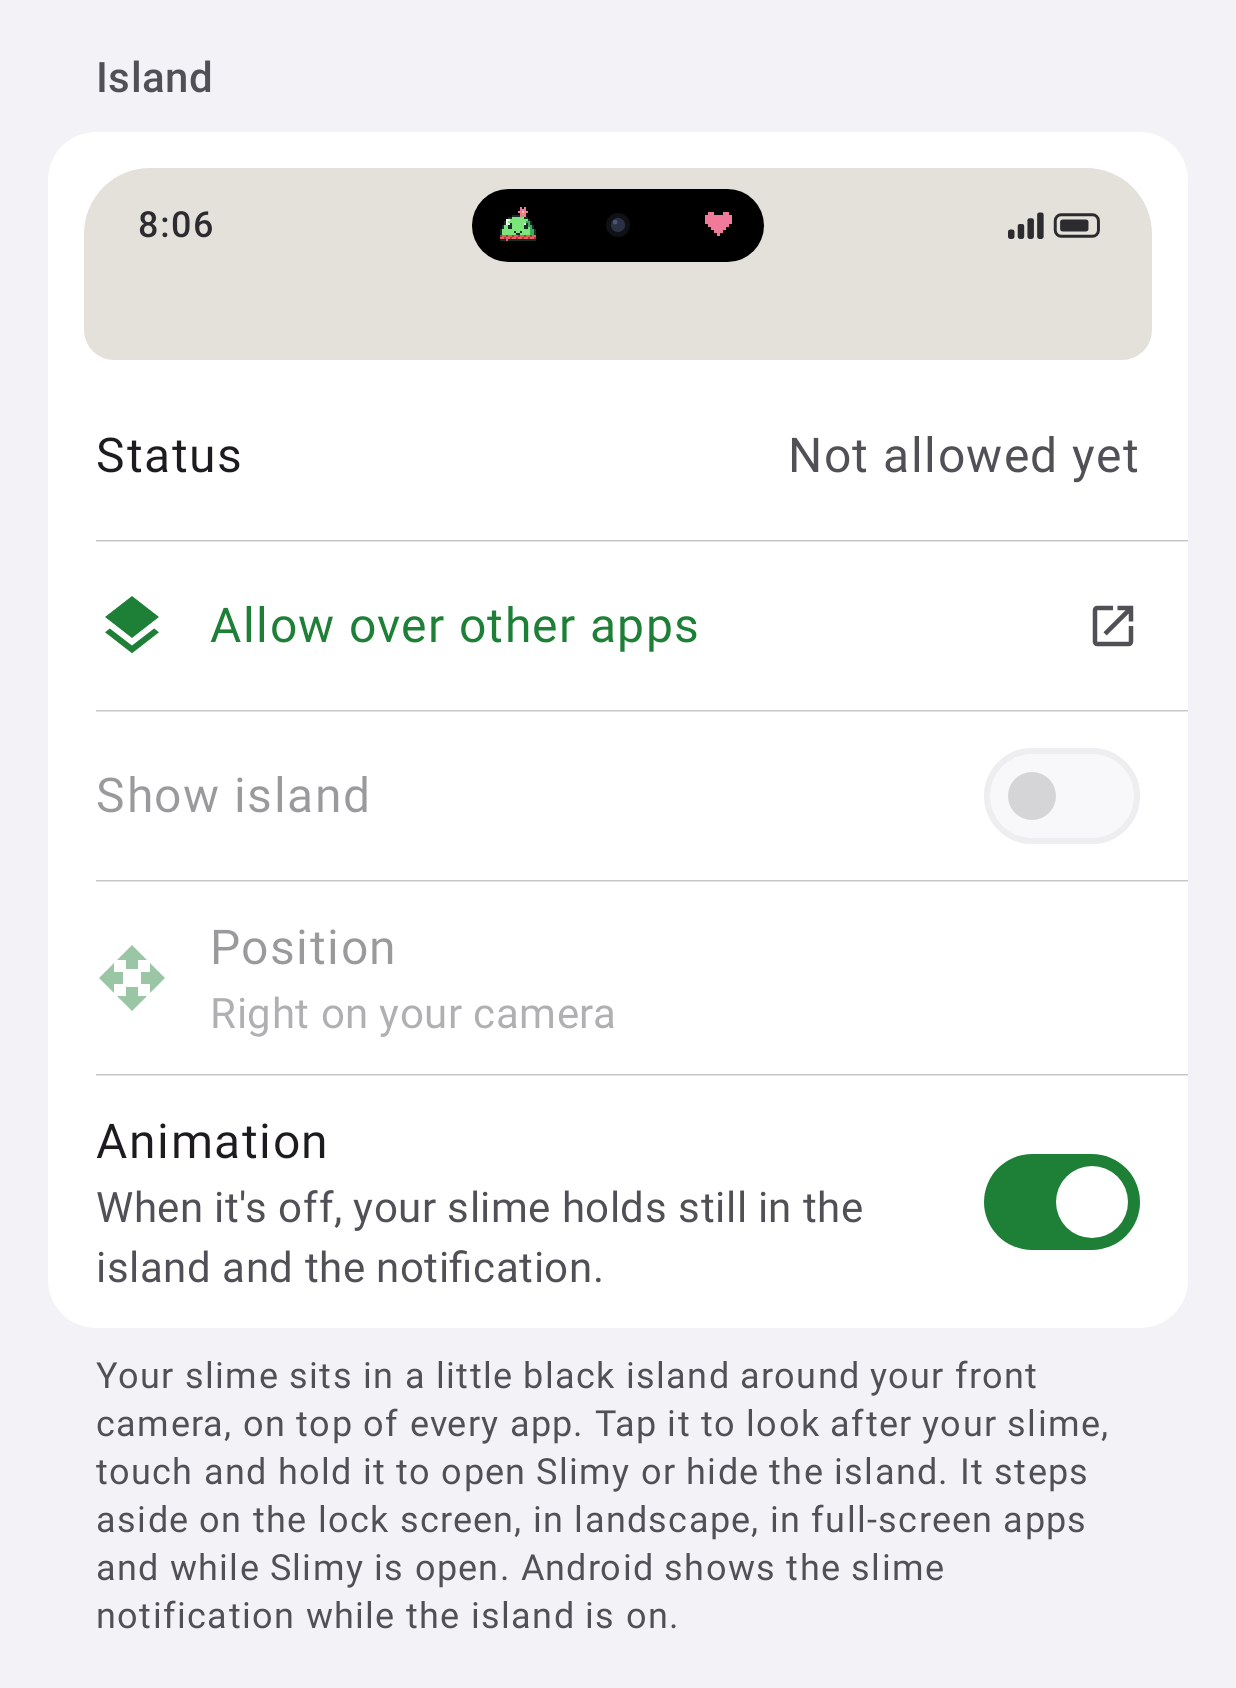 Island
8:06
Status
Not allowed yet
Allow over other apps
Show island
Position
Right on your camera
Animation
When it's off, your slime holds still in the
island and the notification.
Your slime sits in a little black island around your front
camera, on top of every app. Tap it to look after your slime,
touch and hold it to open Slimy or hide the island. It steps
aside on the lock screen, in landscape, in full-screen apps
and while Slimy is open. Android shows the slime
notification while the island is on.